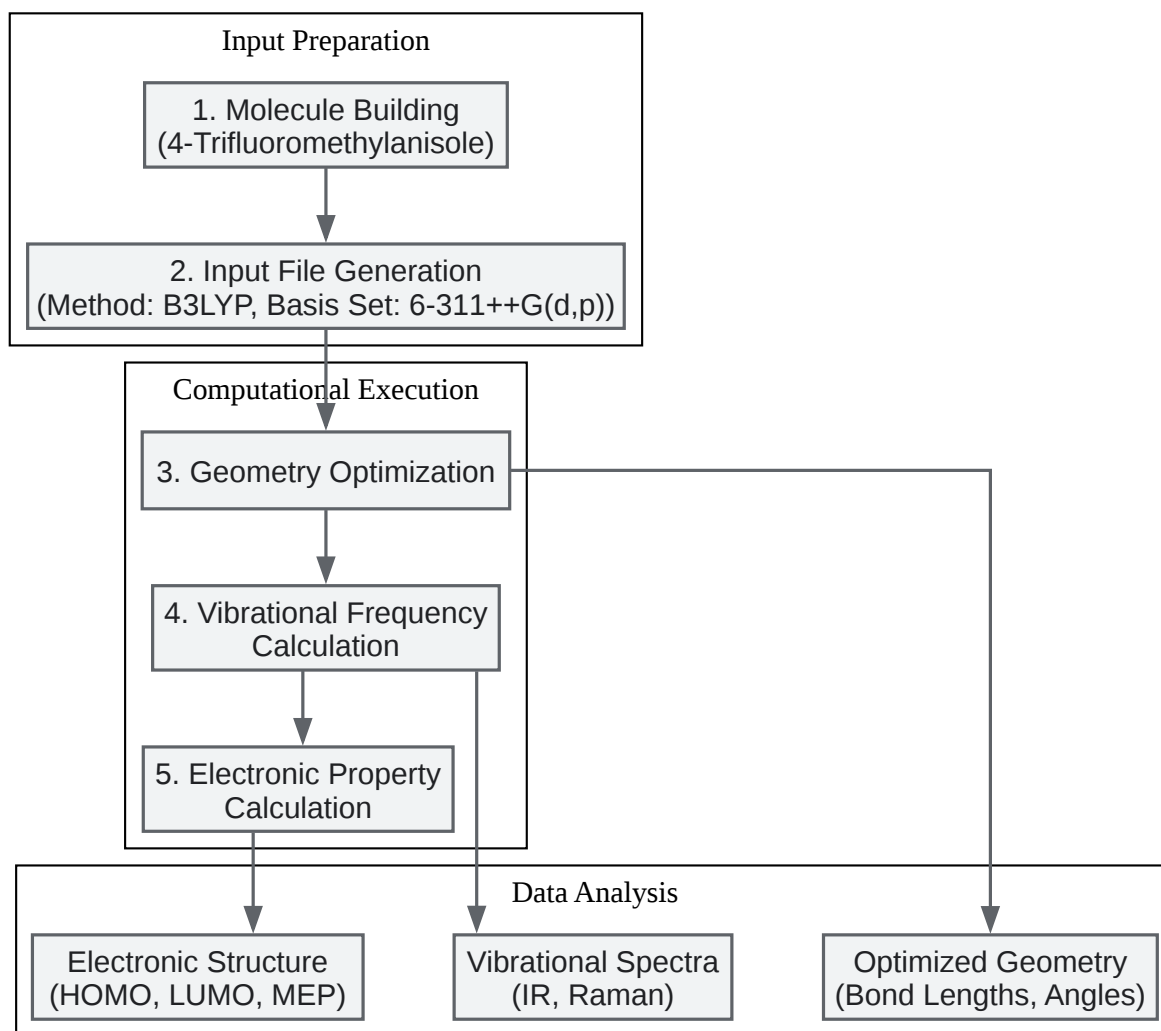 Input Preparation
1. Molecule Building
(4-Trifluoromethylanisole)
2. Input File Generation
(Method: B3LYP, Basis Set: 6-311++G(d,p))
Computational Execution
3. Geometry Optimization
4. Vibrational Frequency
Calculation
5. Electronic Property
Calculation
Data Analysis
Electronic Structure
(HOMO, LUMO, MEP)
Vibrational Spectra
(IR, Raman)
Optimized Geometry
(Bond Lengths, Angles)